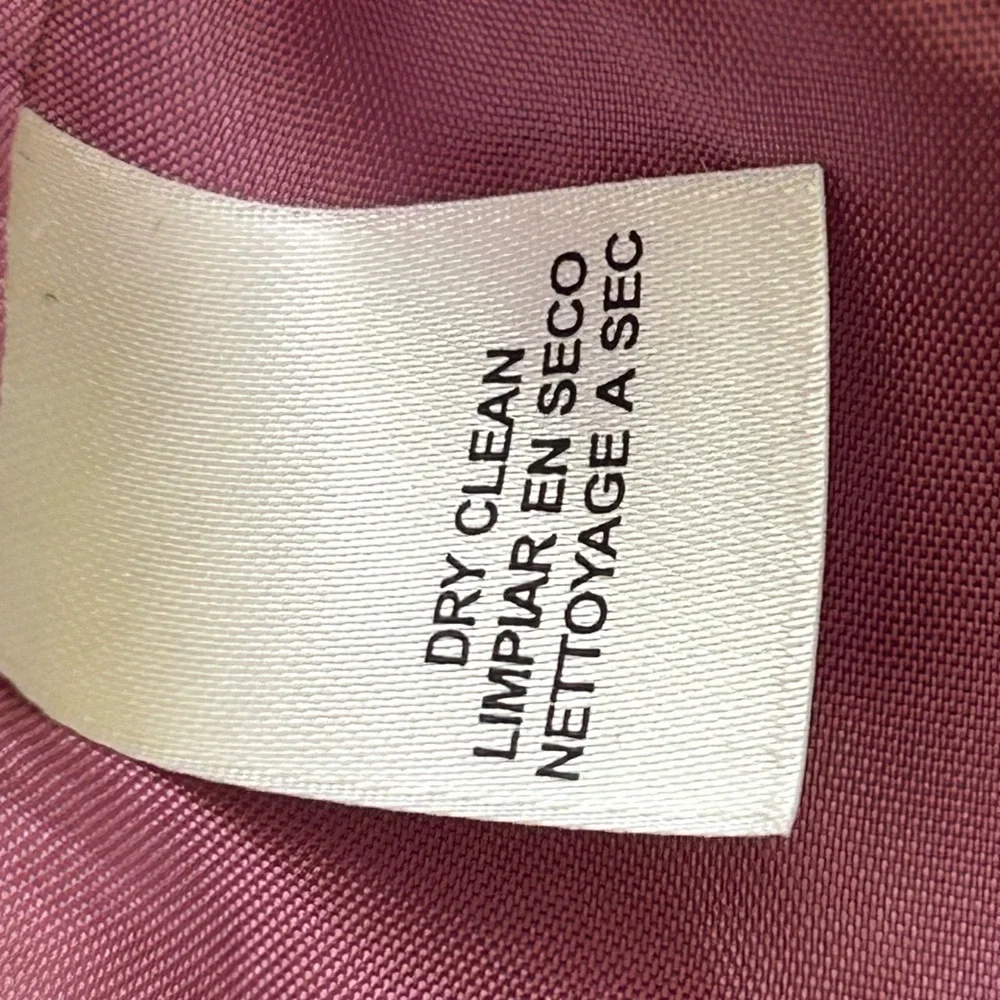 DRY CLEAN
LIMPIAR EN SECO
NETTOYAGE A SEC